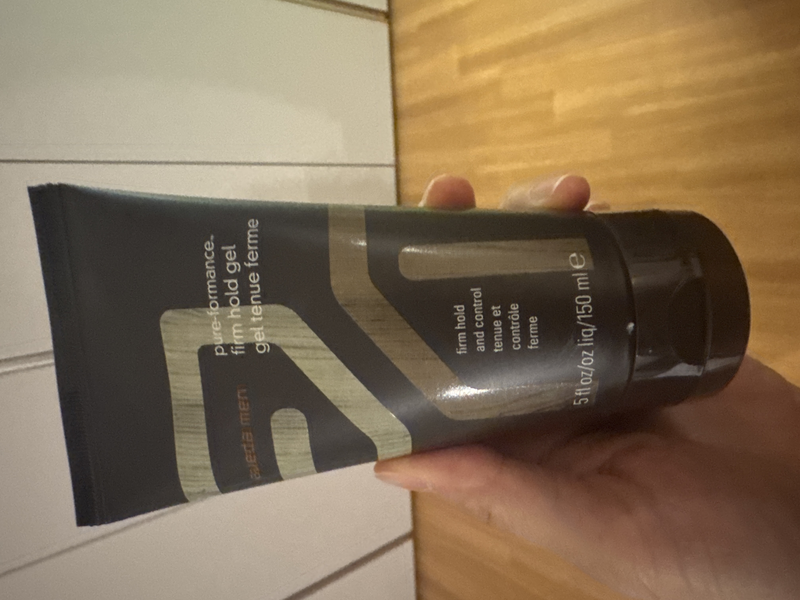 aveda men
pure-formance™
firm hold gel
gel tenue ferme
firm hold
and control
tenue et
contrôle
ferme
5 fl oz/oz liq/150 ml e